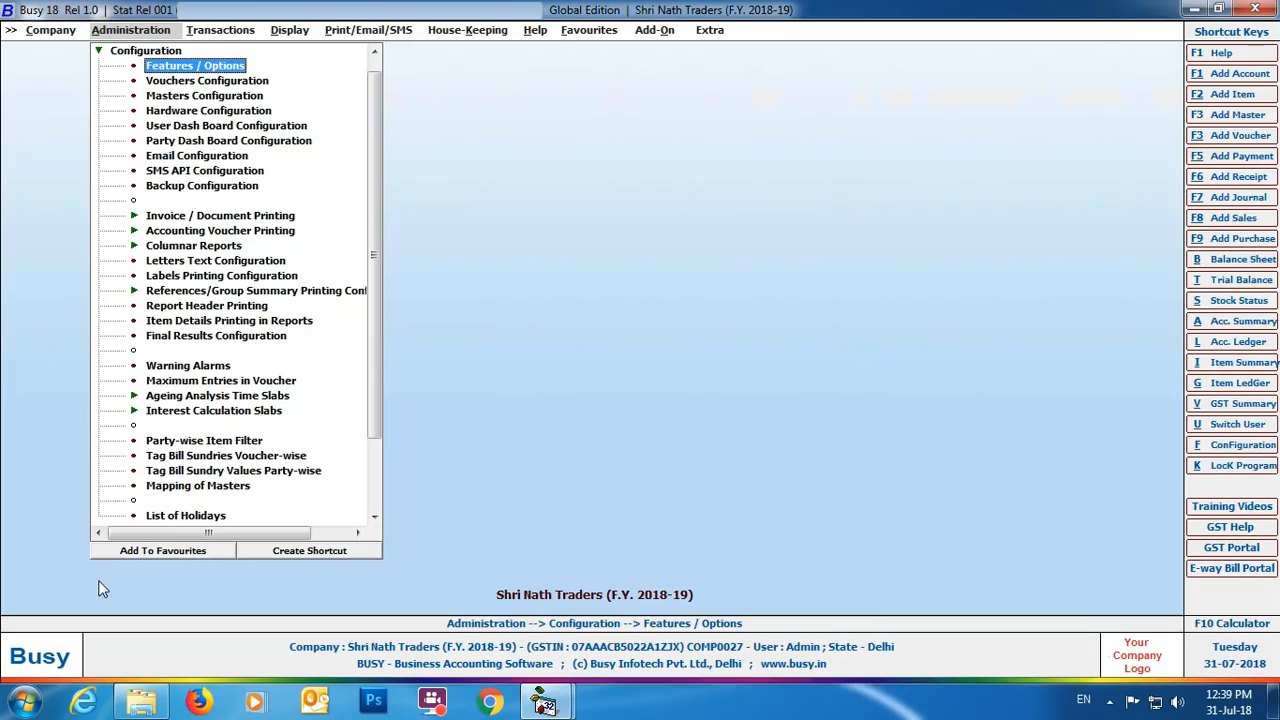 Busy 18 Rel 1.0 | Stat Rel 001 Global Edition | Shri Nath Traders (F.Y. 2018-19)
>> Company Administration Transactions Display Print/Email/SMS House-Keeping Help Favourites Add-On Extra
Configuration
Features / Options
Vouchers Configuration
Masters Configuration
Hardware Configuration
User Dash Board Configuration
Party Dash Board Configuration
Email Configuration
SMS API Configuration
Backup Configuration
Invoice / Document Printing
Accounting Voucher Printing
Columnar Reports
Letters Text Configuration
Labels Printing Configuration
References/Group Summary Printing Con
Report Header Printing
Item Details Printing in Reports
Final Results Configuration
Warning Alarms
Maximum Entries in Voucher
Ageing Analysis Time Slabs
Interest Calculation Slabs
Party-wise Item Filter
Tag Bill Sundries Voucher-wise
Tag Bill Sundry Values Party-wise
Mapping of Masters
List of Holidays
Add To Favourites Create Shortcut
Shortcut Keys
F1 Help
F1 Add Account
F2 Add Item
F3 Add Master
F3 Add Voucher
F5 Add Payment
F6 Add Receipt
F7 Add Journal
F8 Add Sales
F9 Add Purchase
B Balance Sheet
T Trial Balance
S Stock Status
A Acc. Summary
L Acc. Ledger
I Item Summary
G Item LedGer
V GST Summary
U Switch User
F ConFiguration
K LocK Program
Training Videos
GST Help
GST Portal
E-way Bill Portal
F10 Calculator
Shri Nath Traders (F.Y. 2018-19)
Administration --> Configuration --> Features / Options
Busy
Company : Shri Nath Traders (F.Y. 2018-19) - (GSTIN : 07AAACB5022A1ZJX) COMP0027 - User : Admin ; State - Delhi
BUSY - Business Accounting Software ; (c) Busy Infotech Pvt. Ltd., Delhi ; www.busy.in
Your
Company
Logo
Tuesday
31-07-2018
Ps
32
EN
12:39 PM
31-Jul-18